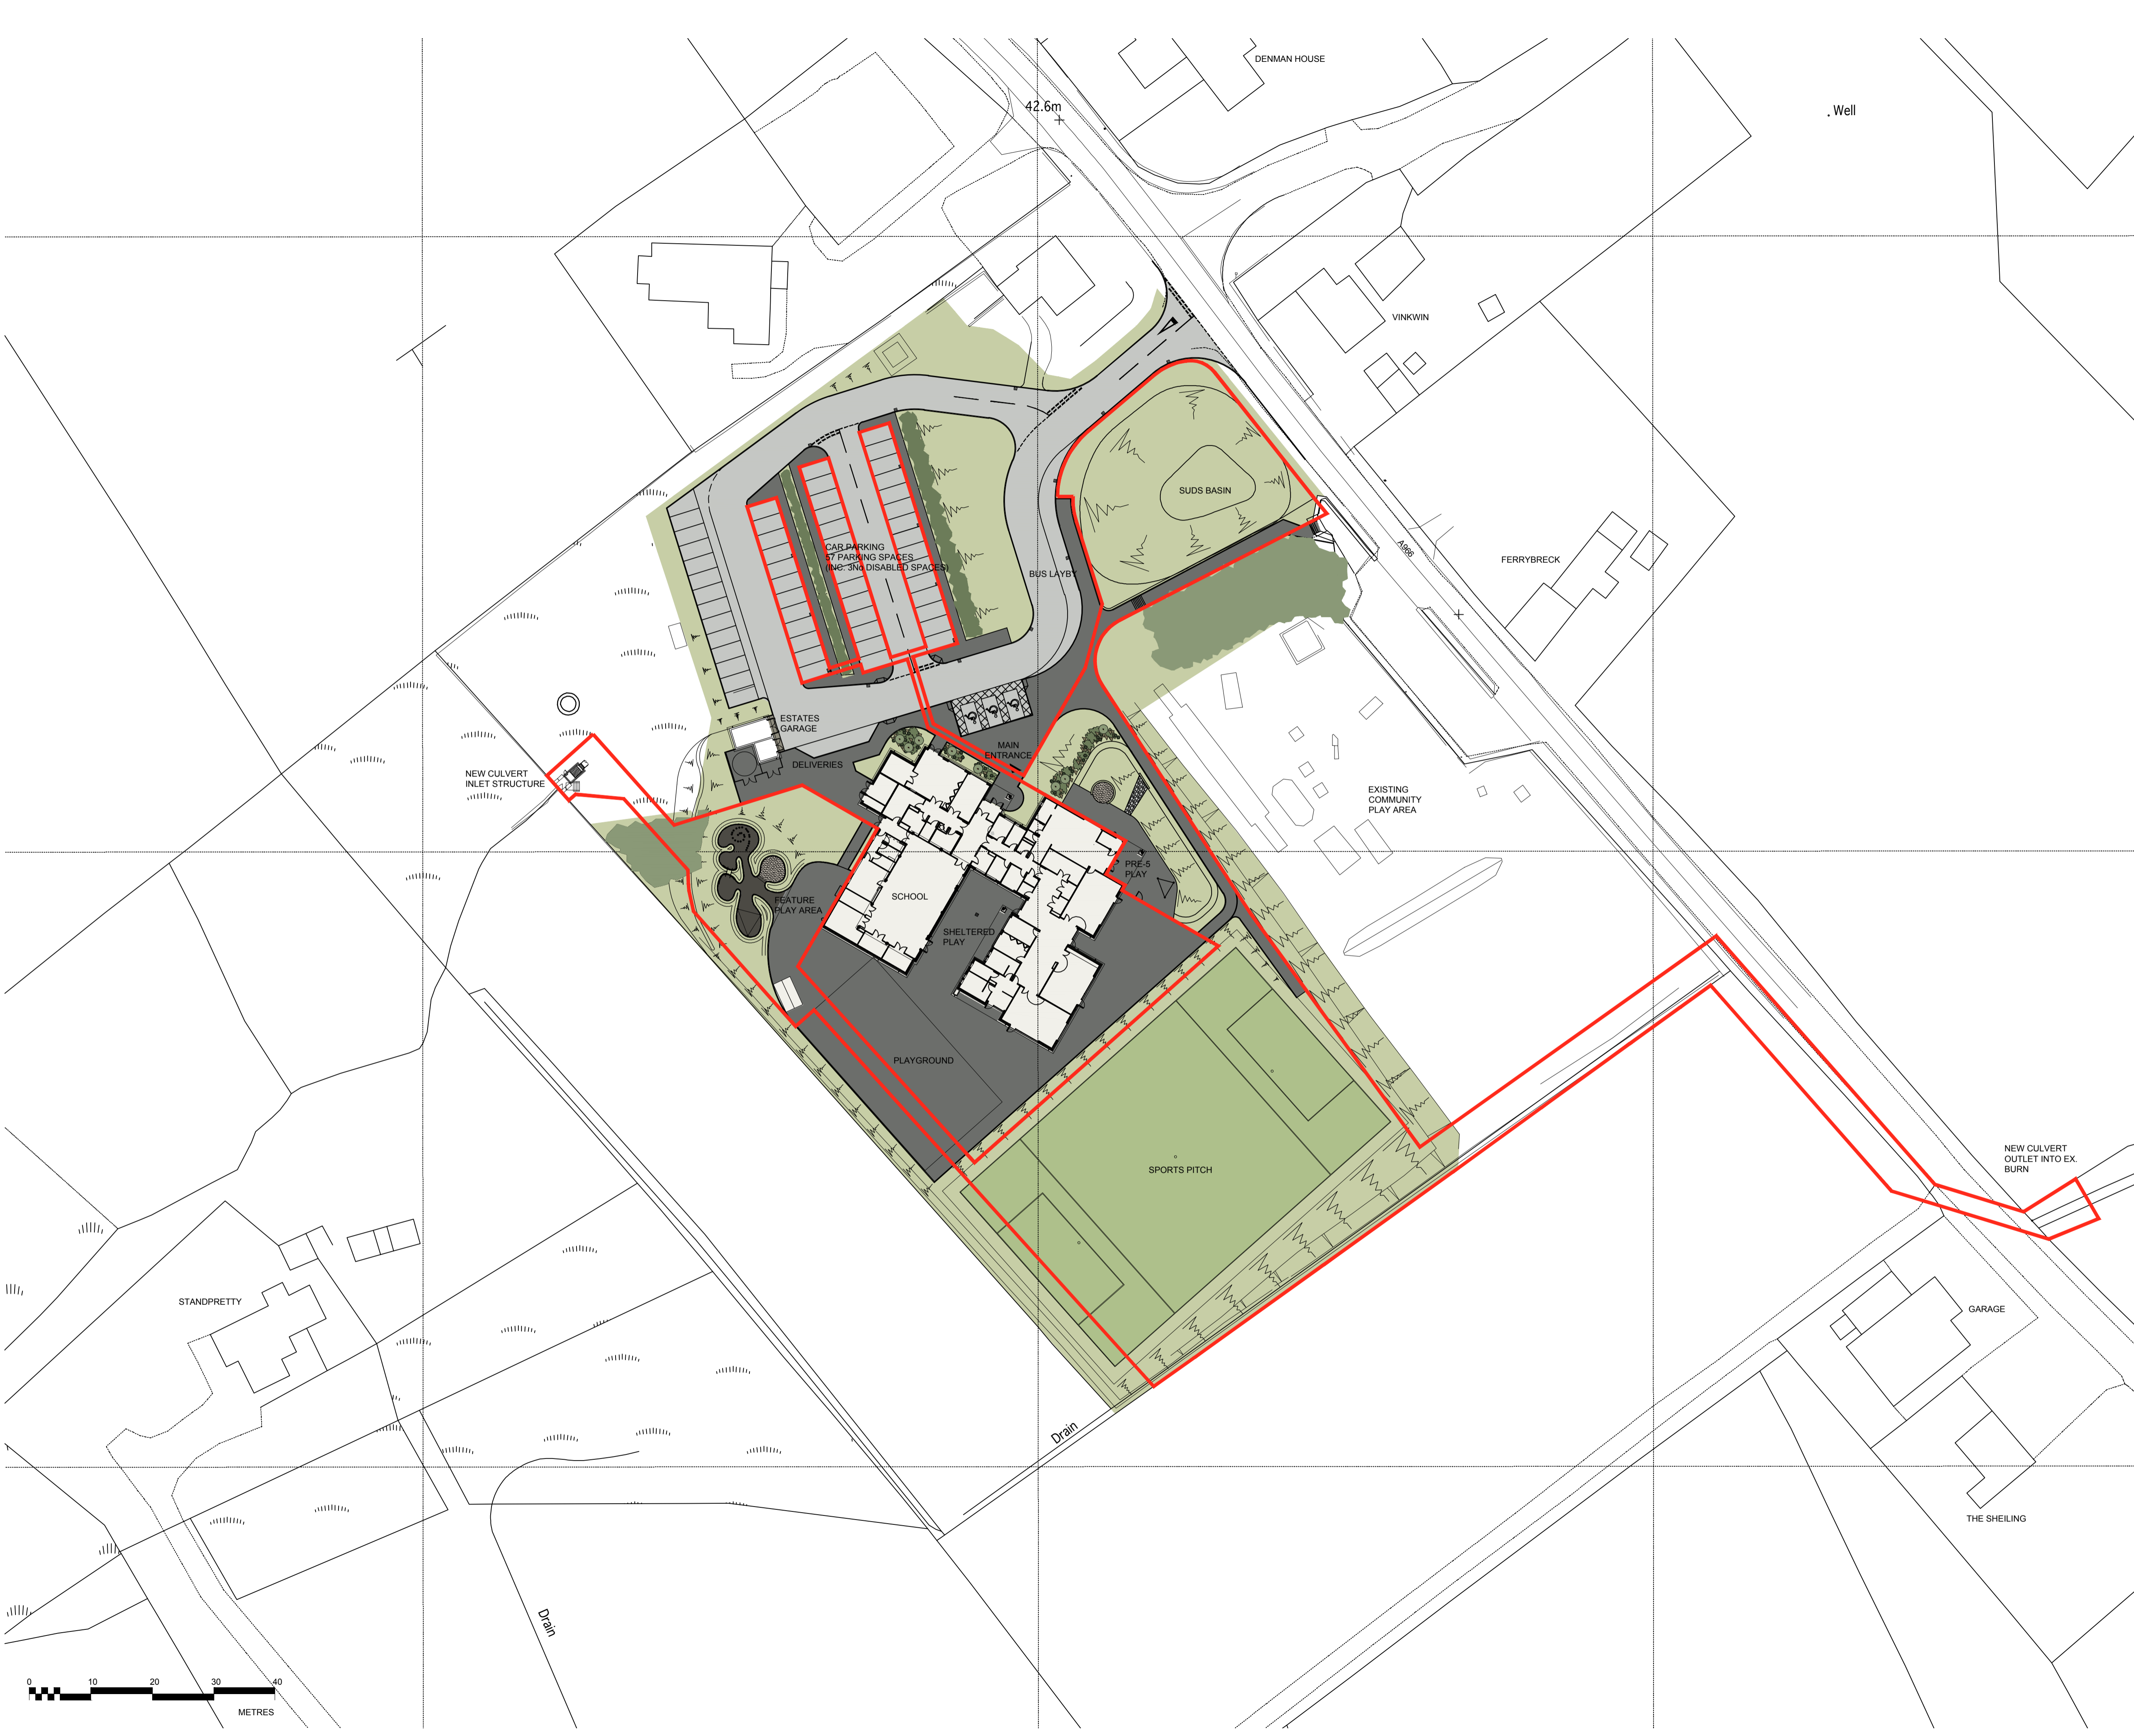 DENMAN HOUSE
42.6m
Well
VINKWIN
SUDS BASIN
CAR PARKING
57 PARKING SPACES
(INC. 3No DISABLED SPACES)
A966
FERRYBRECK
BUS LAYBY
ESTATES
GARAGE
MAIN
ENTRANCE
DELIVERIES
NEW CULVERT
INLET STRUCTURE
EXISTING
COMMUNITY
PLAY AREA
PRE-5
PLAY
FEATURE
PLAY AREA
SCHOOL
SHELTERED
PLAY
PLAYGROUND
SPORTS PITCH
NEW CULVERT
OUTLET INTO EX.
BURN
STANDPRETTY
GARAGE
Drain
THE SHEILING
Drain
0 10 20 30 40
METRES